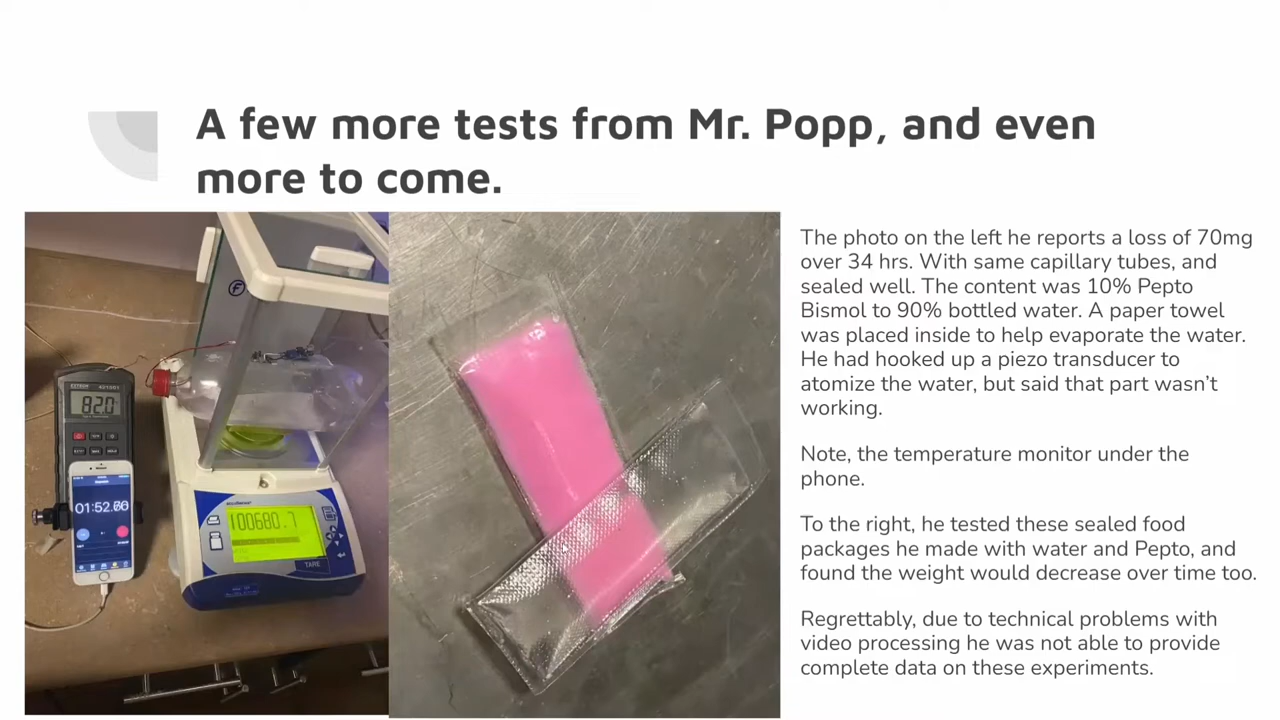 A few more tests from Mr. Popp, and even
more to come.
The photo on the left he reports a loss of 70mg
over 34 hrs. With same capillary tubes, and
sealed well. The content was 10% Pepto
Bismol to 90% bottled water. A paper towel
was placed inside to help evaporate the water.
He had hooked up a piezo transducer to
atomize the water, but said that part wasn't
working.
Note, the temperature monitor under the
phone.
To the right, he tested these sealed food
packages he made with water and Pepto, and
found the weight would decrease over time too.
Regrettably, due to technical problems with
video processing he was not able to provide
complete data on these experiments.
F
82.0
100680.7
TARE